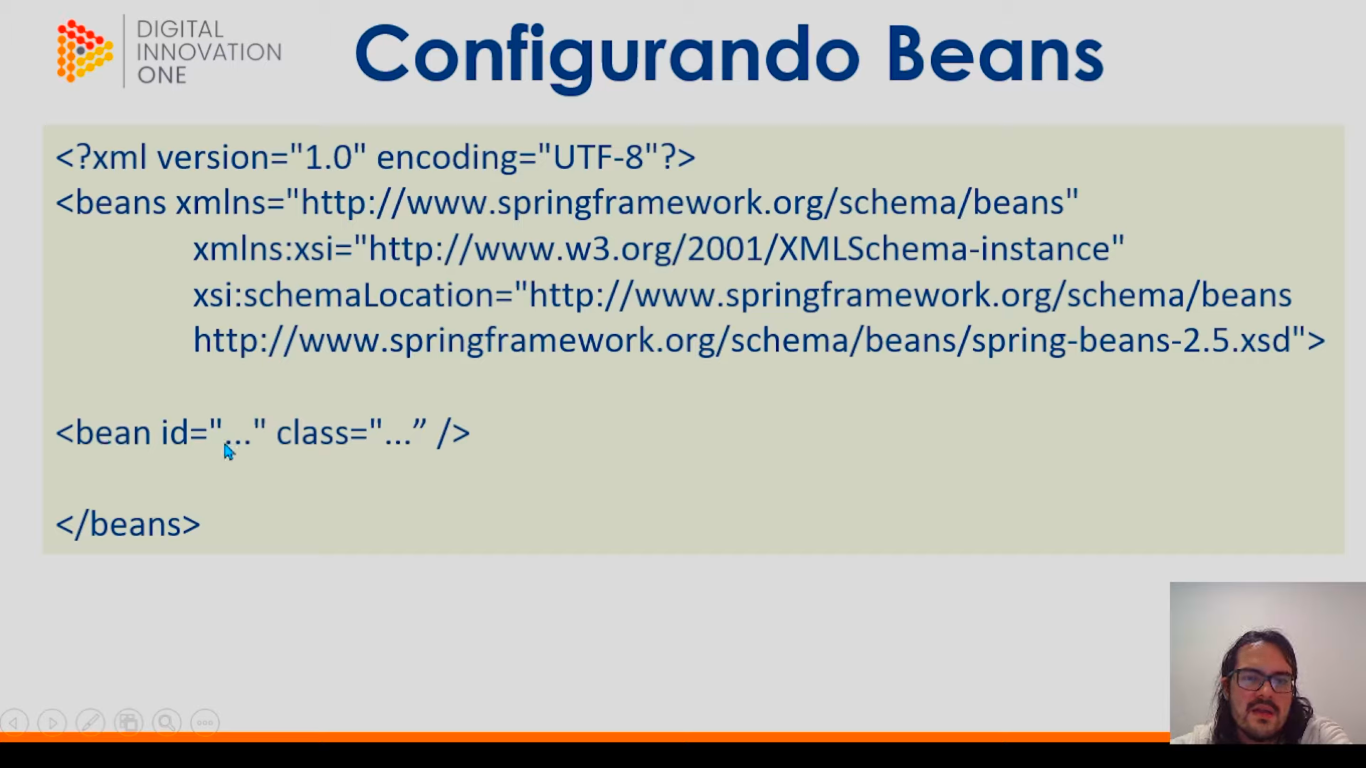 DIGITAL
INNOVATION
ONE
Configurando Beans
<?xml version="1.0" encoding="UTF-8"?>
<beans xmlns="http://www.springframework.org/schema/beans"
xmlns:xsi="http://www.w3.org/2001/XMLSchema-instance"
xsi:schemaLocation="http://www.springframework.org/schema/beans
http://www.springframework.org/schema/beans/spring-beans-2.5.xsd">
<bean id="..." class="...” />
</beans>